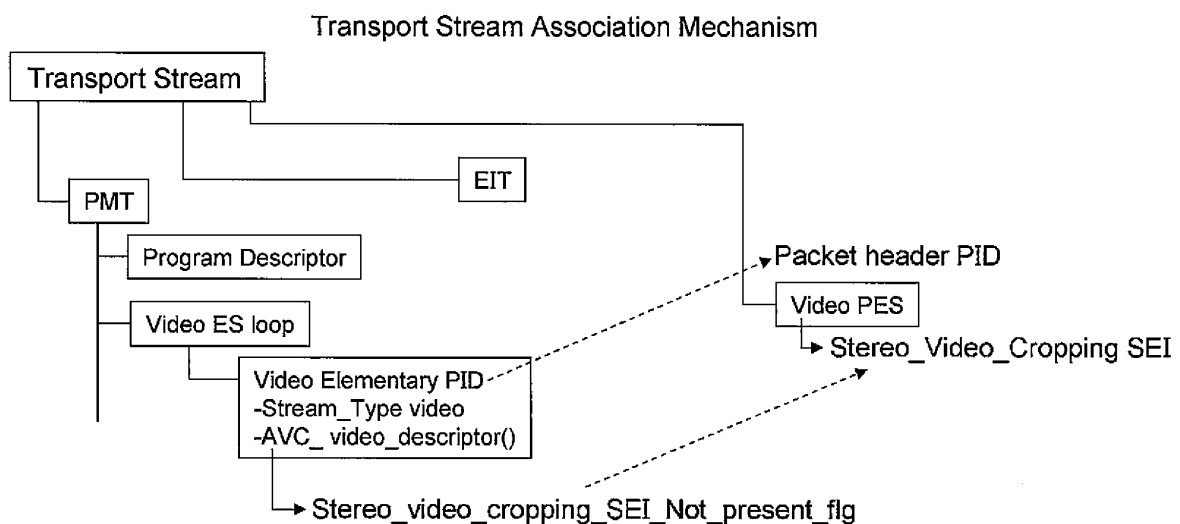 Transport Stream Association Mechanism
Transport Stream
EIT
PMT
Program Descriptor
Packet header PID
Video ES loop
Video PES
Stereo_Video_Cropping SEI
Video Elementary PID
-Stream_Type video
-AVC_ video_descriptor()
Stereo_video_cropping_SEI_Not_present_flg